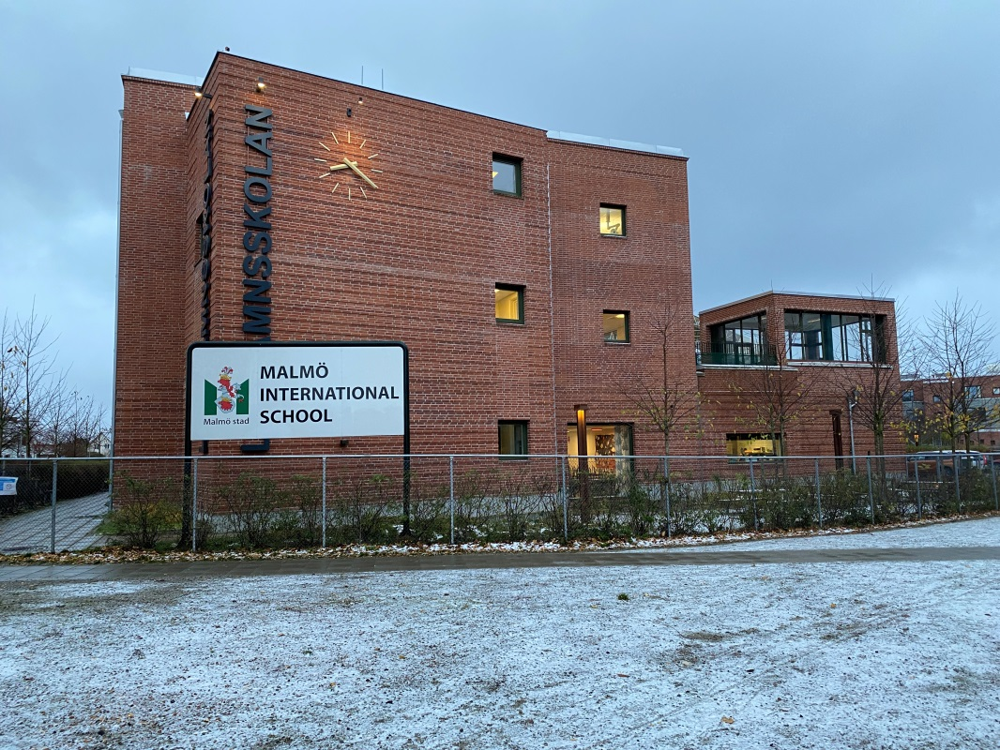 MALMÖ
INTERNATIONAL
SCHOOL
Malmö stad
MNSSKOLAN